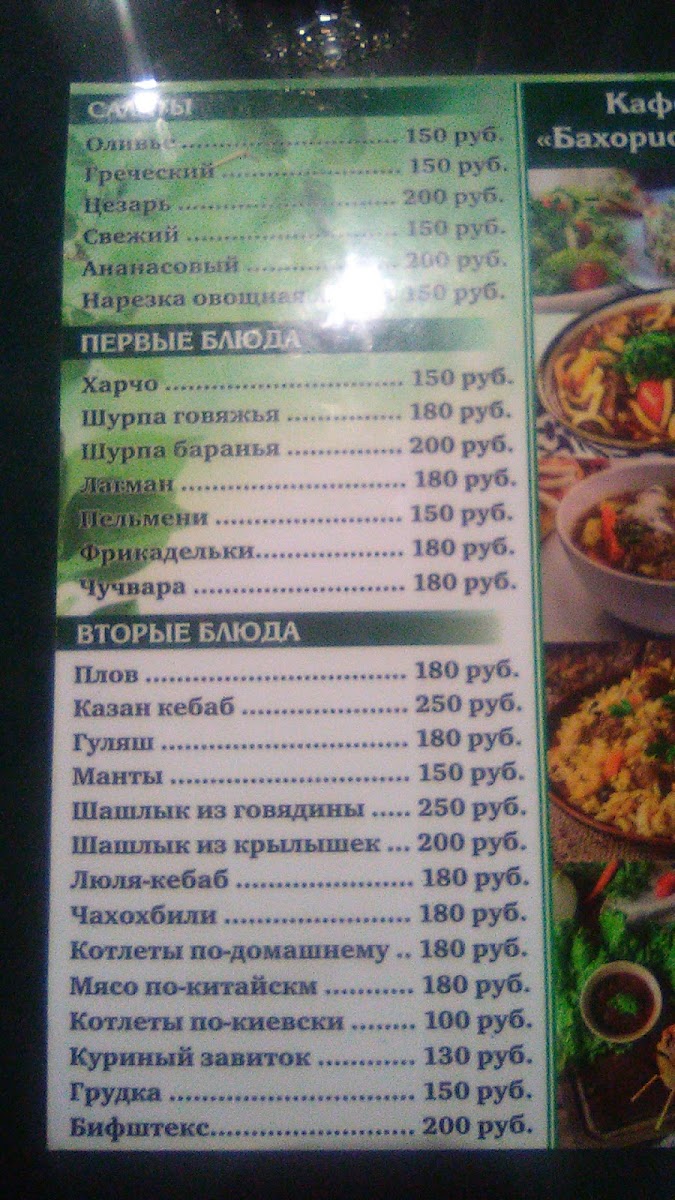 САЛАТЫ
Оливье ........................ 150 руб.
Греческий ........................ 150 руб.
Цезарь ........................ 200 руб.
Свежий ........................ 150 руб.
Ананасовый .................... 200 руб.
Нарезка овощная ........ 150 руб.
ПЕРВЫЕ БЛЮДА
Харчо ............................... 150 руб.
Шурпа говяжья ............... 180 руб.
Шурпа баранья ............... 200 руб.
Лагман ............................. 180 руб.
Пельмени ........................ 150 руб.
Фрикадельки................... 180 руб.
Чучвара ........................... 180 руб.
ВТОРЫЕ БЛЮДА
Плов .................................. 180 руб.
Казан кебаб ...................... 250 руб.
Гуляш ................................ 180 руб.
Манты ............................... 150 руб.
Шашлык из говядины ..... 250 руб.
Шашлык из крылышек ... 200 руб.
Люля-кебаб ....................... 180 руб.
Чахохбили ........................ 180 руб.
Котлеты по-домашнему .. 180 руб.
Мясо по-китайскм ............ 180 руб.
Котлеты по-киевски ......... 100 руб.
Куриный завиток ............. 130 руб.
Грудка ................................ 150 руб.
Бифштекс........................... 200 руб.